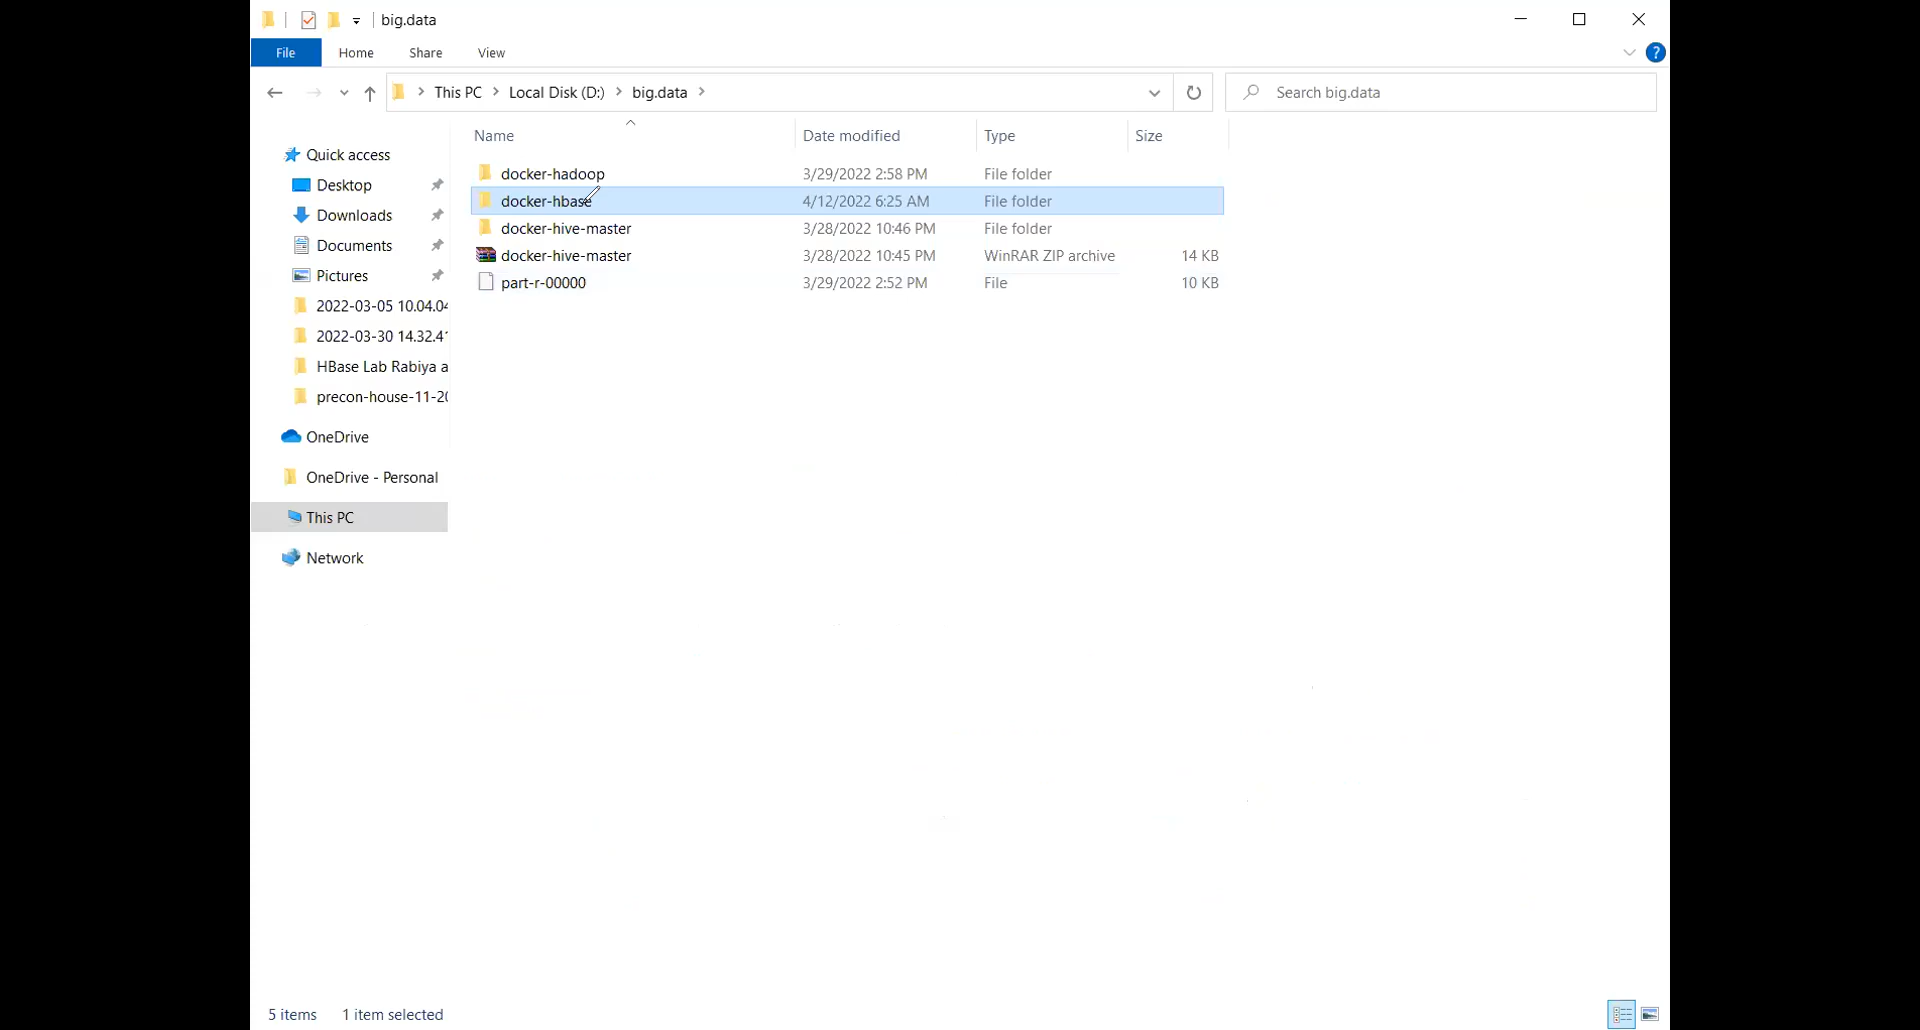 big.data
File Home Share View ?
This PC Local Disk (D:) big.data Search big.data
Name Date modified Type Size
Quick access
Desktop
Downloads
Documents
Pictures
2022-03-05 10.04.04
2022-03-30 14.32.41
HBase Lab Rabiya a
precon-house-11-20
OneDrive
OneDrive - Personal
This PC
Network
docker-hadoop 3/29/2022 2:58 PM File folder
docker-hbase 4/12/2022 6:25 AM File folder
docker-hive-master 3/28/2022 10:46 PM File folder
docker-hive-master 3/28/2022 10:45 PM WinRAR ZIP archive 14 KB
part-r-00000 3/29/2022 2:52 PM File 10 KB
5 items 1 item selected